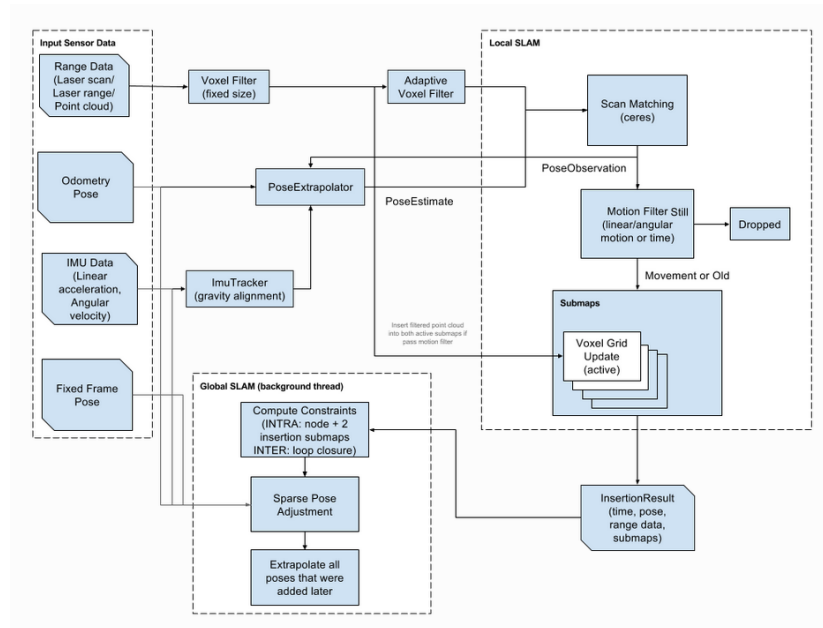 Input Sensor Data
Range Data
(Laser scan/
Laser range/
Point cloud)
Voxel Filter
(fixed size)
Adaptive
Voxel Filter
Local SLAM
Scan Matching
(ceres)
Odometry
Pose
PoseExtrapolator
PoseEstimate
PoseObservation
Motion Filter Still
(linear/angular
motion or time)
Dropped
IMU Data
(Linear
acceleration,
Angular
velocity)
ImuTracker
(gravity alignment)
Movement or Old
Insert filtered point cloud
into both active submaps if
pass motion filter
Submaps
Voxel Grid
Update
(active)
Fixed Frame
Pose
Global SLAM (background thread)
Compute Constraints
(INTRA: node + 2
insertion submaps
INTER: loop closure)
Sparse Pose
Adjustment
Extrapolate all
poses that were
added later
InsertionResult
(time, pose,
range data,
submaps)